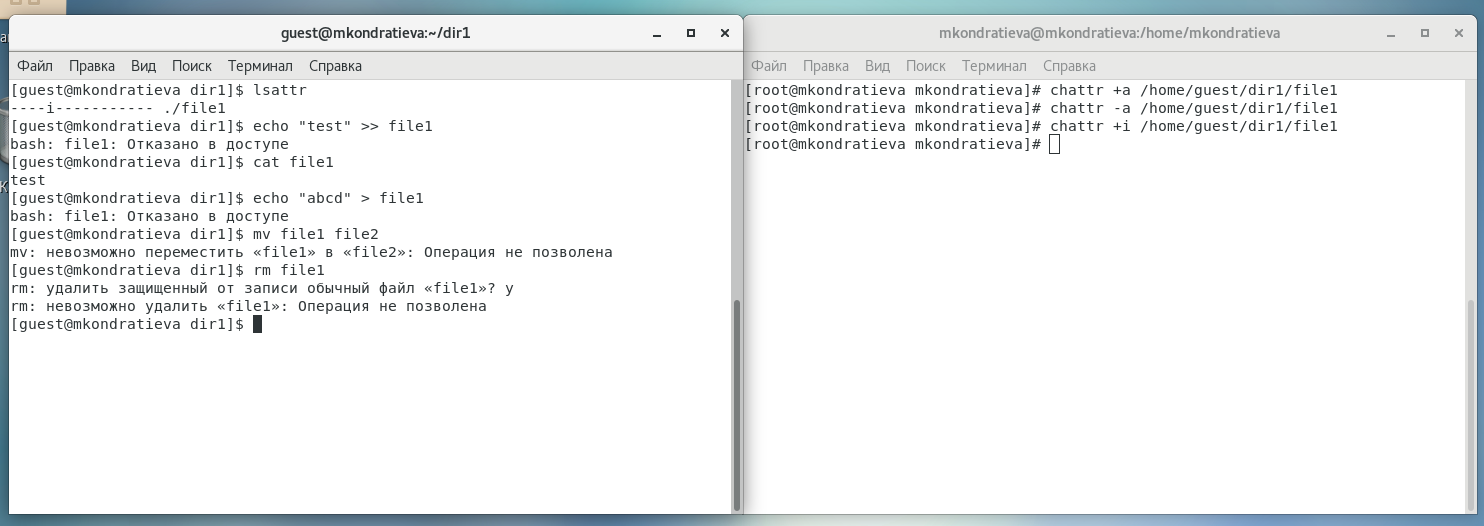 guest@mkondratieva:~/dir1
Файл Правка Вид Поиск Терминал Справка
[guest@mkondratieva dir1]$ lsattr
----i----------- ./file1
[guest@mkondratieva dir1]$ echo "test" >> file1
bash: file1: Отказано в доступе
[guest@mkondratieva dir1]$ cat file1
test
[guest@mkondratieva dir1]$ echo "abcd" > file1
bash: file1: Отказано в доступе
[guest@mkondratieva dir1]$ mv file1 file2
mv: невозможно переместить «file1» в «file2»: Операция не позволена
[guest@mkondratieva dir1]$ rm file1
rm: удалить защищенный от записи обычный файл «file1»? y
rm: невозможно удалить «file1»: Операция не позволена
[guest@mkondratieva dir1]$
mkondratieva@mkondratieva:/home/mkondratieva
Файл Правка Вид Поиск Терминал Справка
[root@mkondratieva mkondratieva]# chattr +a /home/guest/dir1/file1
[root@mkondratieva mkondratieva]# chattr -a /home/guest/dir1/file1
[root@mkondratieva mkondratieva]# chattr +i /home/guest/dir1/file1
[root@mkondratieva mkondratieva]#